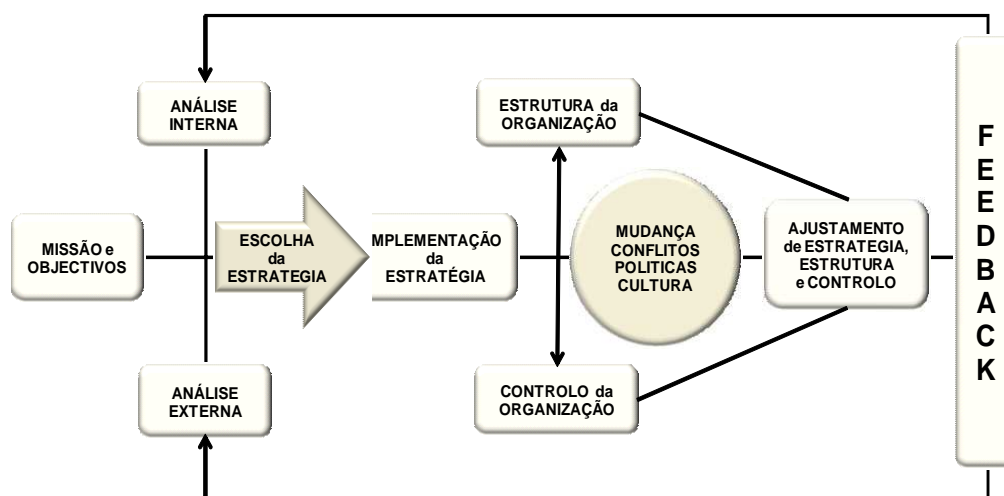 ANÁLISE
INTERNA
MISSÃO e
OBJECTIVOS
ANÁLISE
EXTERNA
ESCOLHA
da
ESTRATEGIA
MPLEMENTAÇÃO
da
ESTRATÉGIA
ESTRUTURA da
ORGANIZAÇÃO
MUDANÇA
CONFLITOS
POLITICAS
CULTURA
CONTROLO da
ORGANIZAÇÃO
AJUSTAMENTO
de ESTRATEGIA,
ESTRUTURA
e CONTROLO
F
E
E
D
B
A
C
K